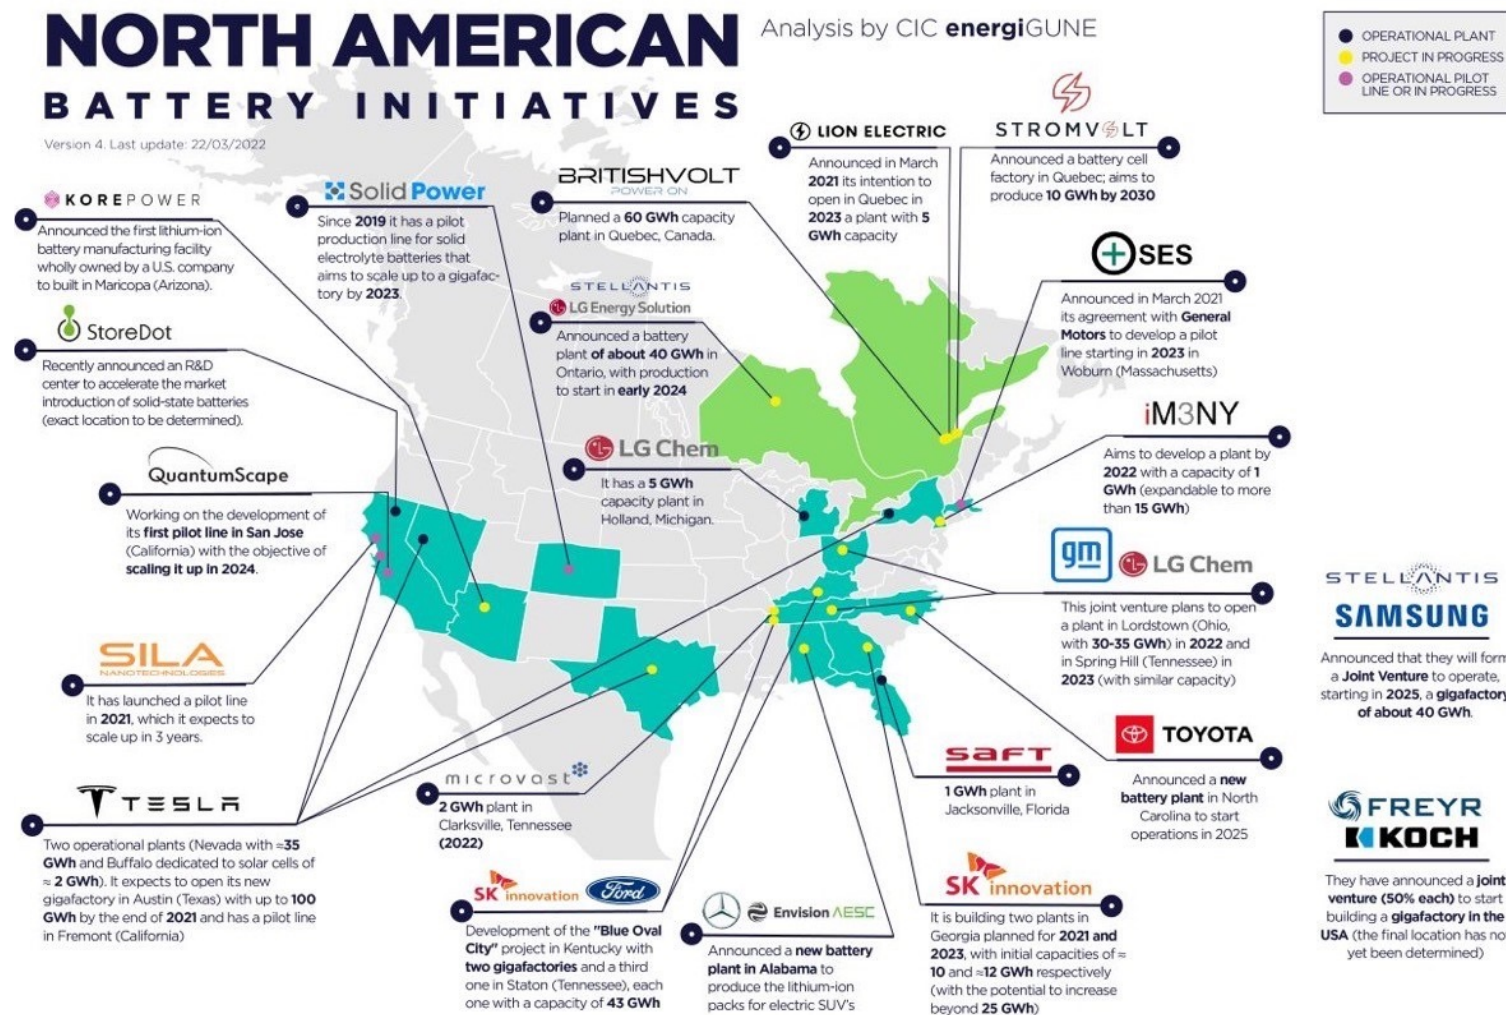 NORTH AMERICAN
BATTERY INITIATIVES
Version 4. Last update: 22/03/2022
Analysis by CIC energiGUNE
OPERATIONAL PLANT
PROJECT IN PROGRESS
OPERATIONAL PILOT
LINE OR IN PROGRESS
KOREPOWER
Announced the first lithium-ion
battery manufacturing facility
wholly owned by a U.S. company
to built in Maricopa (Arizona).
Solid Power
Since 2019 it has a pilot
production line for solid
electrolyte batteries that
aims to scale up to a gigafac-
tory by 2023.
BRITISHVOLT
POWER ON
Planned a 60 GWh capacity
plant in Quebec, Canada.
LION ELECTRIC
Announced in March
2021 its intention to
open in Quebec in
2023 a plant with 5
GWh capacity
STROMVOLT
Announced a battery cell
factory in Quebec; aims to
produce 10 GWh by 2030
SES
Announced in March 2021
its agreement with General
Motors to develop a pilot
line starting in 2023 in
Woburn (Massachusetts)
StoreDot
Recently announced an R&D
center to accelerate the market
introduction of solid-state batteries
(exact location to be determined).
STELLANTIS
LG Energy Solution
Announced a battery
plant of about 40 GWh in
Ontario, with production
to start in early 2024
iM3NY
Aims to develop a plant by
2022 with a capacity of 1
GWh (expandable to more
than 15 GWh)
LG Chem
It has a 5 GWh
capacity plant in
Holland, Michigan.
QuantumScape
Working on the development of
its first pilot line in San Jose
(California) with the objective of
scaling it up in 2024.
gm
LG Chem
This joint venture plans to open
a plant in Lordstown (Ohio,
with 30-35 GWh) in 2022 and
in Spring Hill (Tennessee) in
2023 (with similar capacity)
STELLANTIS
SAMSUNG
Announced that they will form
a Joint Venture to operate,
starting in 2025, a gigafactory
of about 40 GWh.
SILA
NANOTECHNOLOGIES
It has launched a pilot line
in 2021, which it expects to
scale up in 3 years.
TOYOTA
Announced a new
battery plant in North
Carolina to start
operations in 2025
saft
1 GWh plant in
Jacksonville, Florida
microvast
2 GWh plant in
Clarksville, Tennessee
(2022)
TESLA
Two operational plants (Nevada with ≈35
GWh and Buffalo dedicated to solar cells of
≈ 2 GWh). It expects to open its new
gigafactory in Austin (Texas) with up to 100
GWh by the end of 2021 and has a pilot line
in Fremont (California)
FREYR
KOCH
They have announced a joint
venture (50% each) to start
building a gigafactory in the
USA (the final location has not
yet been determined)
SK innovation
Ford
Development of the "Blue Oval
City" project in Kentucky with
two gigafactories and a third
one in Staton (Tennessee), each
one with a capacity of 43 GWh
Envision AESC
Announced a new battery
plant in Alabama to
produce the lithium-ion
packs for electric SUV's
SK innovation
It is building two plants in
Georgia planned for 2021 and
2023, with initial capacities of ≈
10 and ≈12 GWh respectively
(with the potential to increase
beyond 25 GWh)